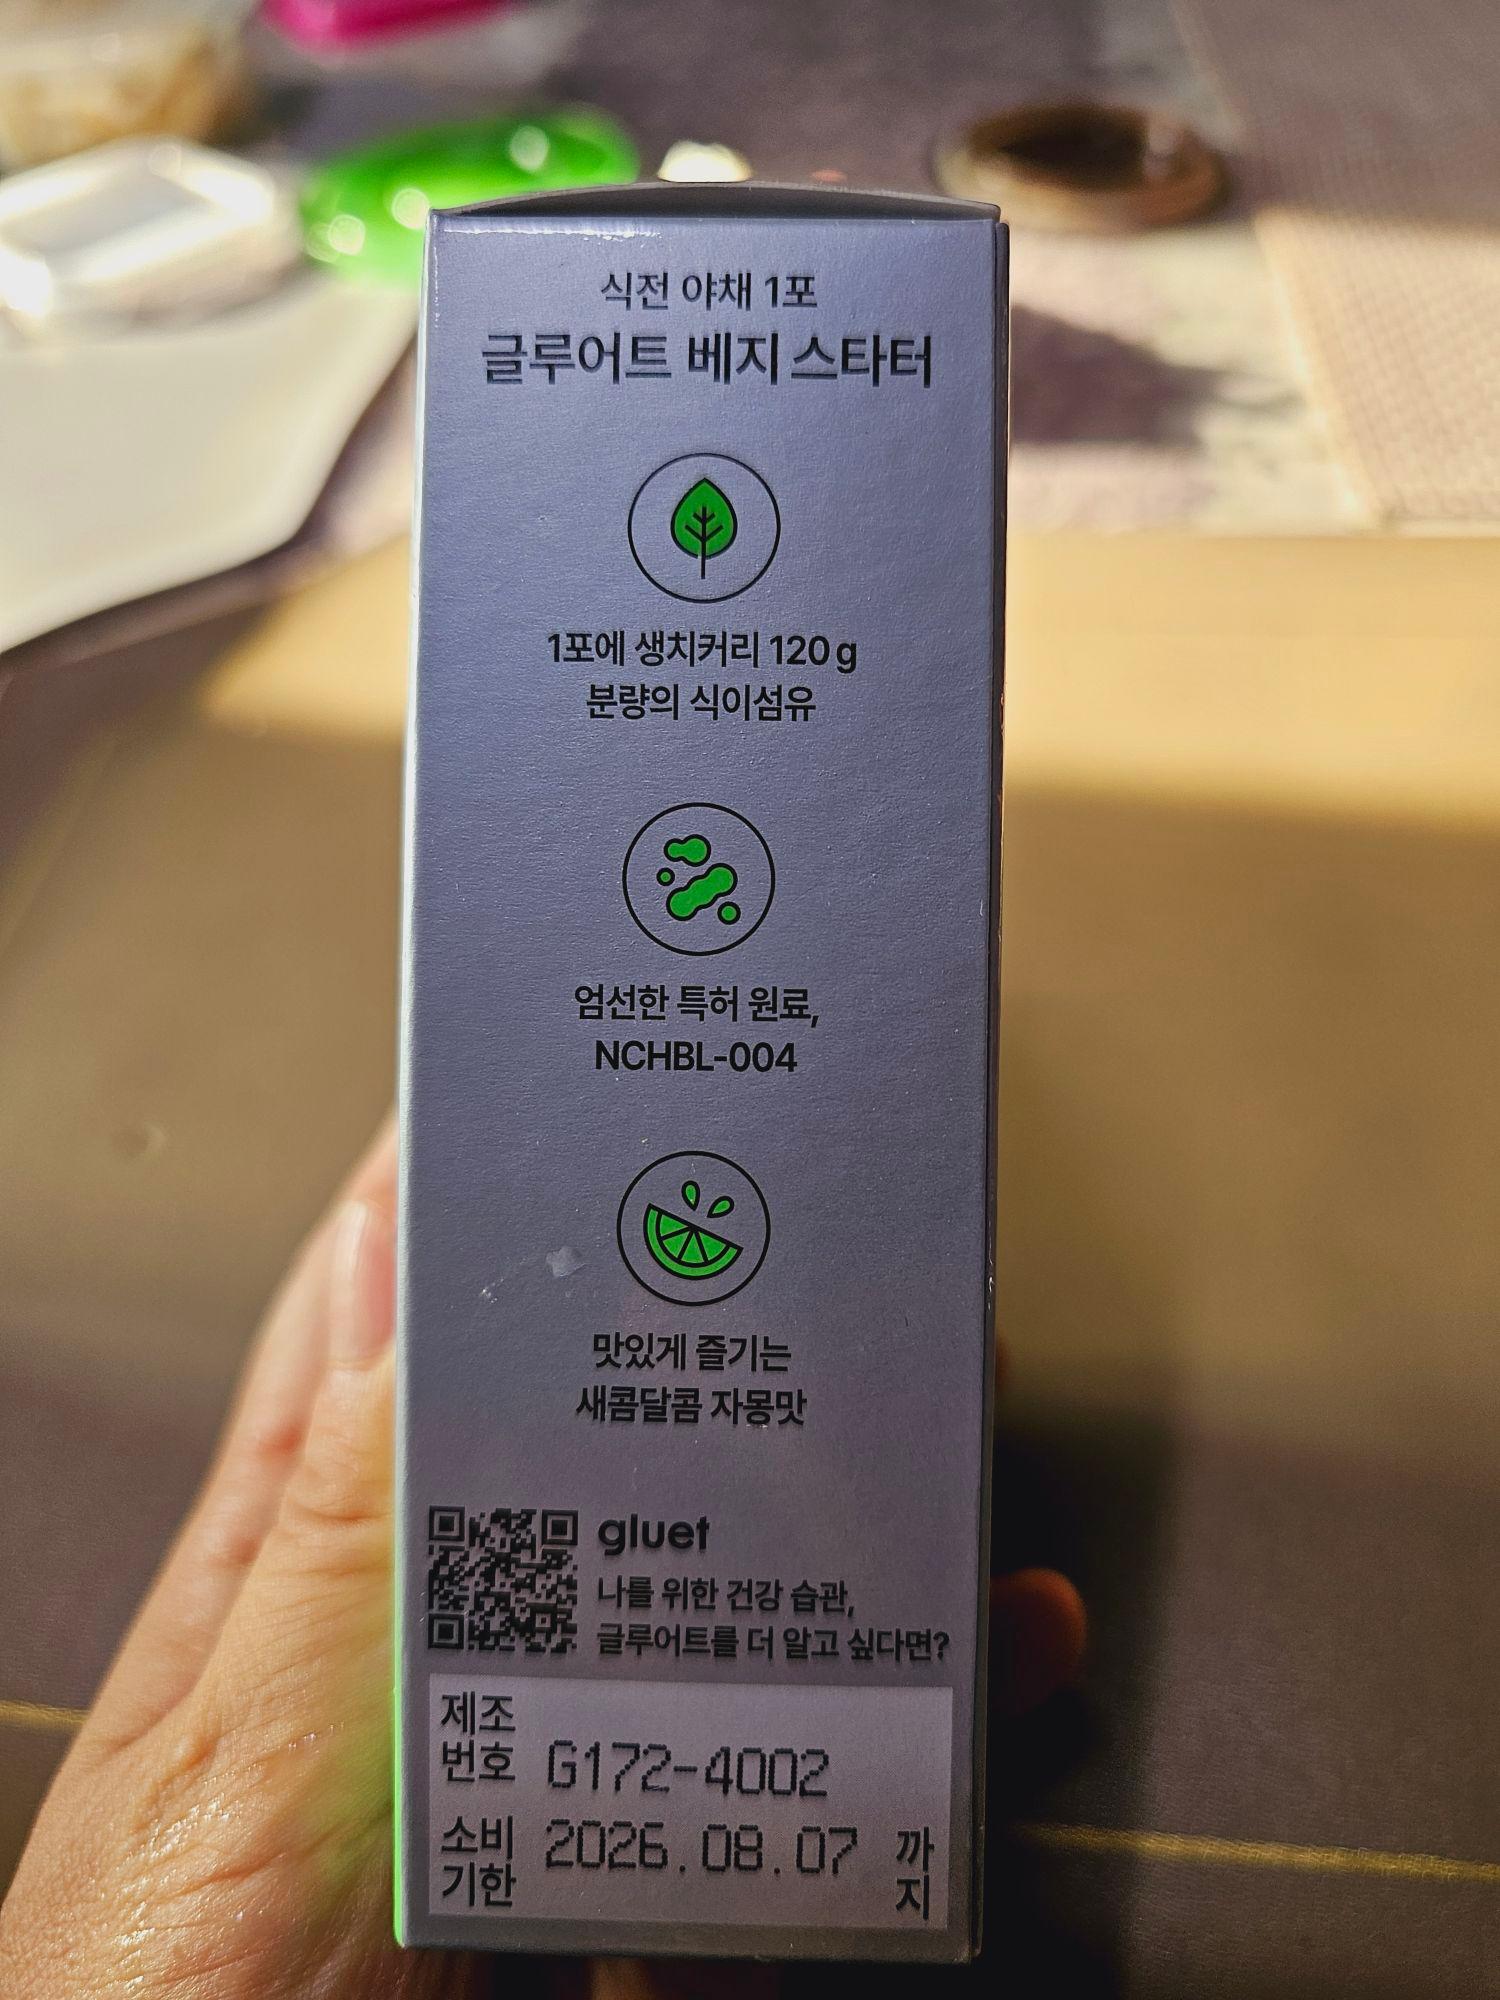 식전 야채 1포
글루어트 베지 스타터
1포에 생치커리 120g
분량의 식이섬유
엄선한 특허 원료,
NCHBL-004
맛있게 즐기는
새콤달콤 자몽맛
gluet
나를 위한 건강 습관,
글루어트를 더 알고 싶다면?
제조
번호 G172-4002
소비
기한 2026.08.07 까지